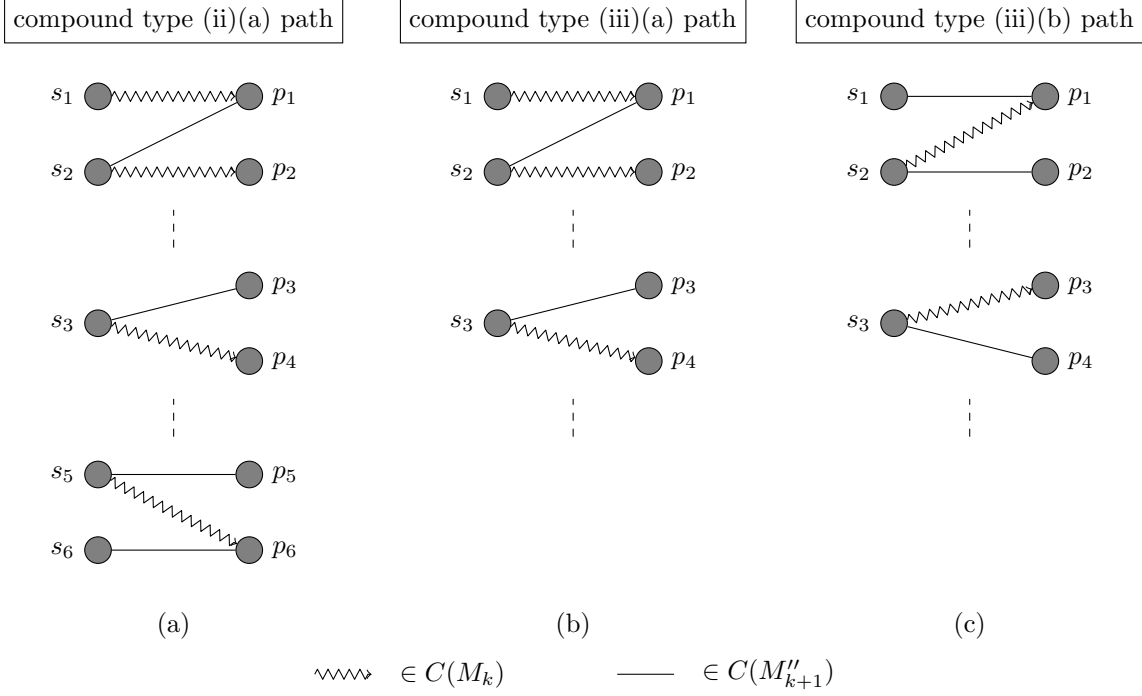 compound type (ii)(a) path compound type (iii)(a) path compound type (iii)(b) path
s₁ p₁ s₁ p₁ s₁ p₁
s₂ p₂ s₂ p₂ s₂ p₂
p₃ p₃ p₃
s₃ s₃ s₃
p₄ p₄ p₄
s₅ p₅
s₆ p₆
(a) (b) (c)
∈ C(Mₖ) ∈ C(M″ₖ₊₁)